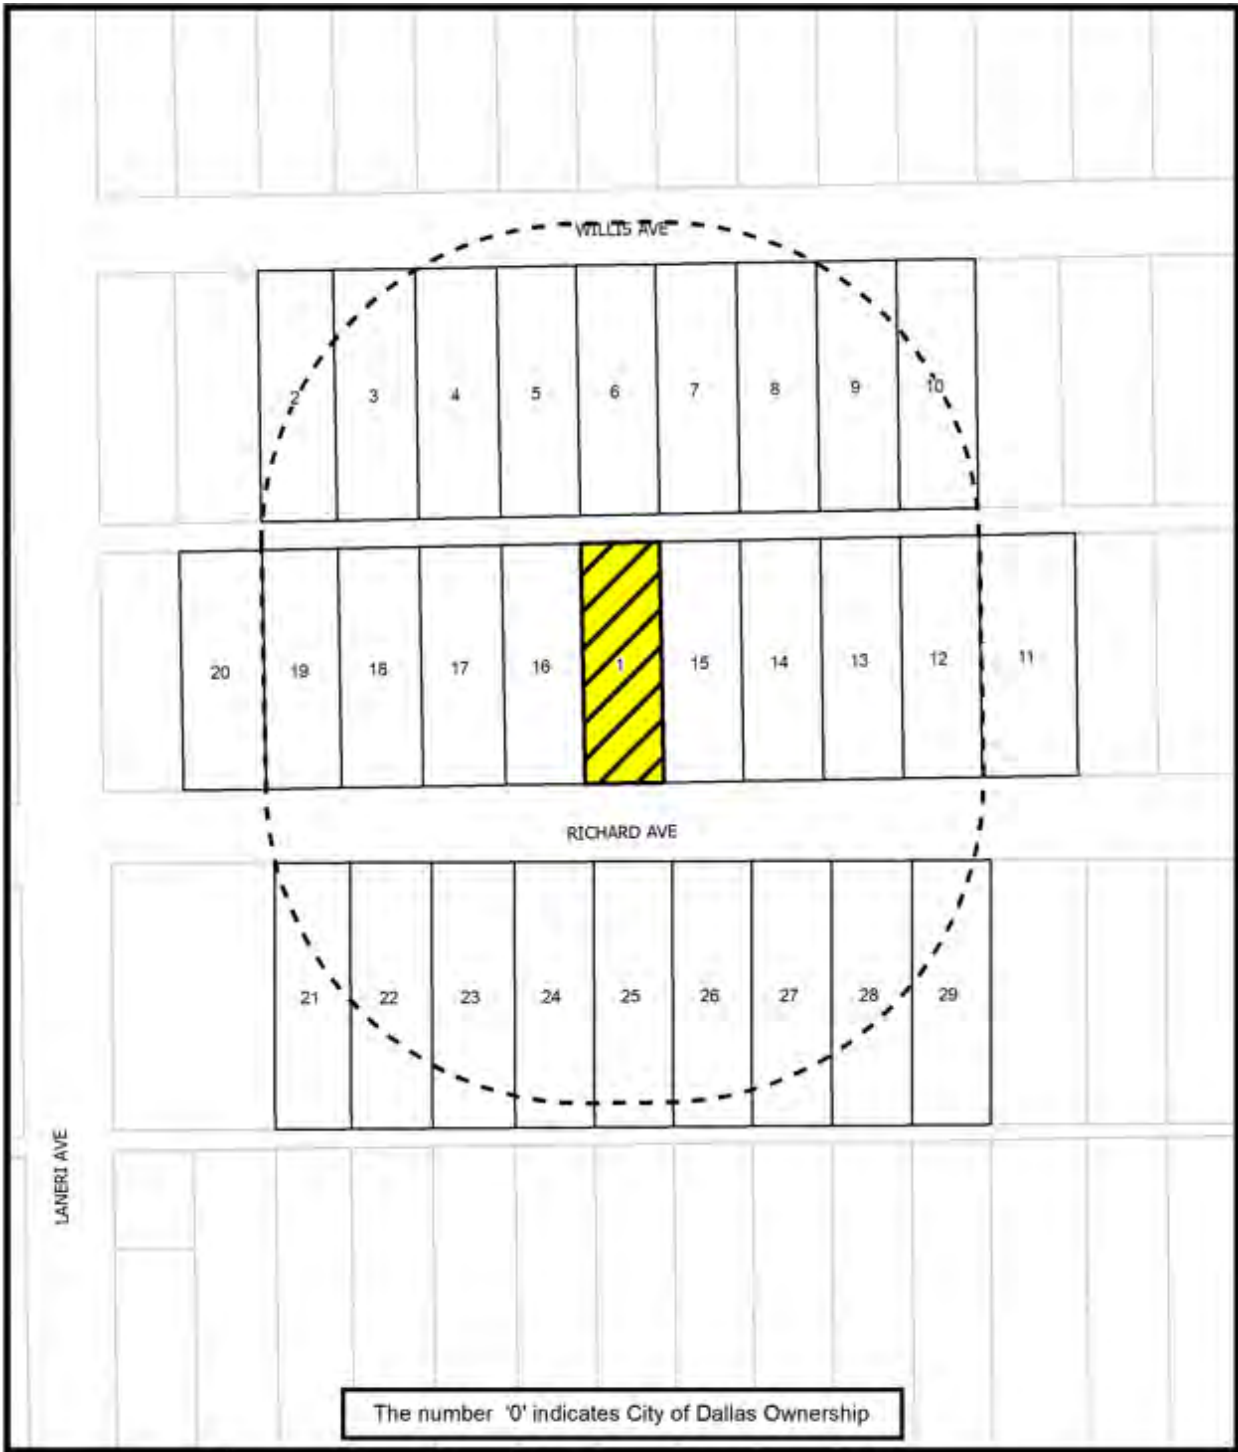 WILLIS AVE
2 3 4 5 6 7 8 9 10
20 19 18 17 16 1 15 14 13 12 11
RICHARD AVE
21 22 23 24 25 26 27 28 29
LANERI AVE
The number '0' indicates City of Dallas Ownership